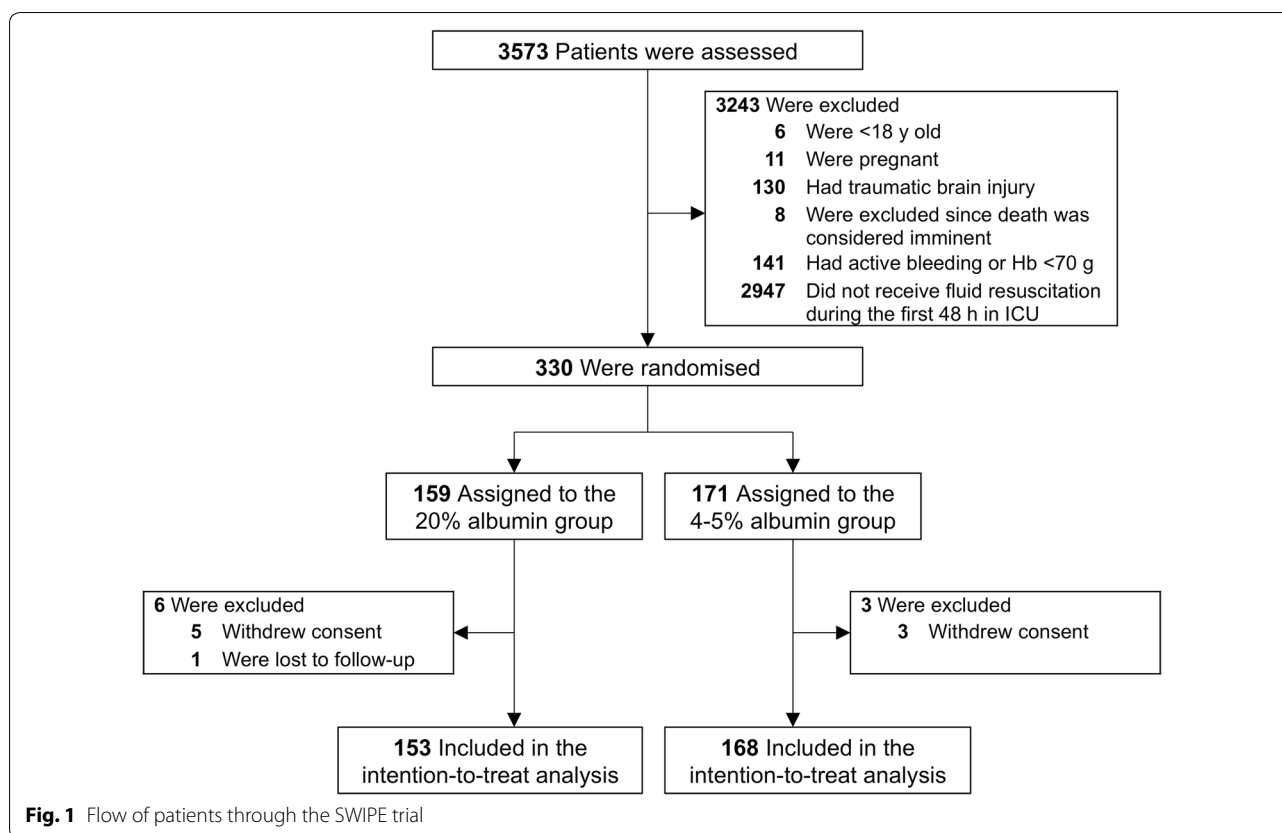 3573 Patients were assessed
3243 Were excluded
6 Were <18 y old
11 Were pregnant
130 Had traumatic brain injury
8 Were excluded since death was
considered imminent
141 Had active bleeding or Hb <70 g
2947 Did not receive fluid resuscitation
during the first 48 h in ICU
330 Were randomised
159 Assigned to the
20% albumin group
171 Assigned to the
4-5% albumin group
6 Were excluded
5 Withdrew consent
1 Were lost to follow-up
3 Were excluded
3 Withdrew consent
153 Included in the
intention-to-treat analysis
168 Included in the
intention-to-treat analysis
Fig. 1 Flow of patients through the SWIPE trial